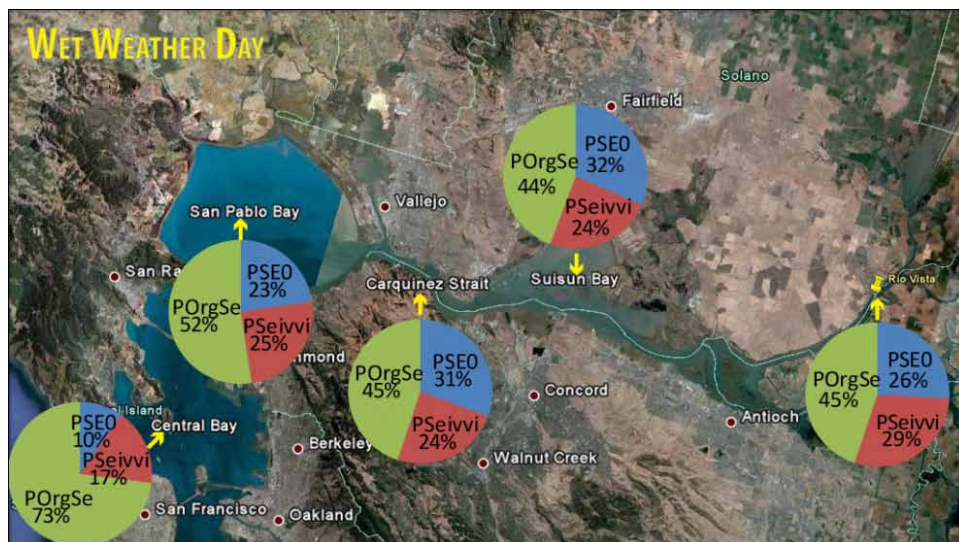 WET WEATHER DAY
Solano
Fairfield
PSE0
32%
POrgSe
44%
PSeivvi
24%
Vallejo
San Pablo Bay
San Ra
Carquinez Strait
Suisun Bay
Rio Vista
PSE0
23%
POrgSe
52%
PSeivvi
25%
mond
PSE0
31%
POrgSe
45%
PSeivvi
24%
Concord
PSE0
26%
POrgSe
45%
PSeivvi
29%
Antioch
Island
Central Bay
PSE0
10%
PSeivvi
17%
POrgSe
73%
Berkeley
Walnut Creek
San Francisco
Oakland